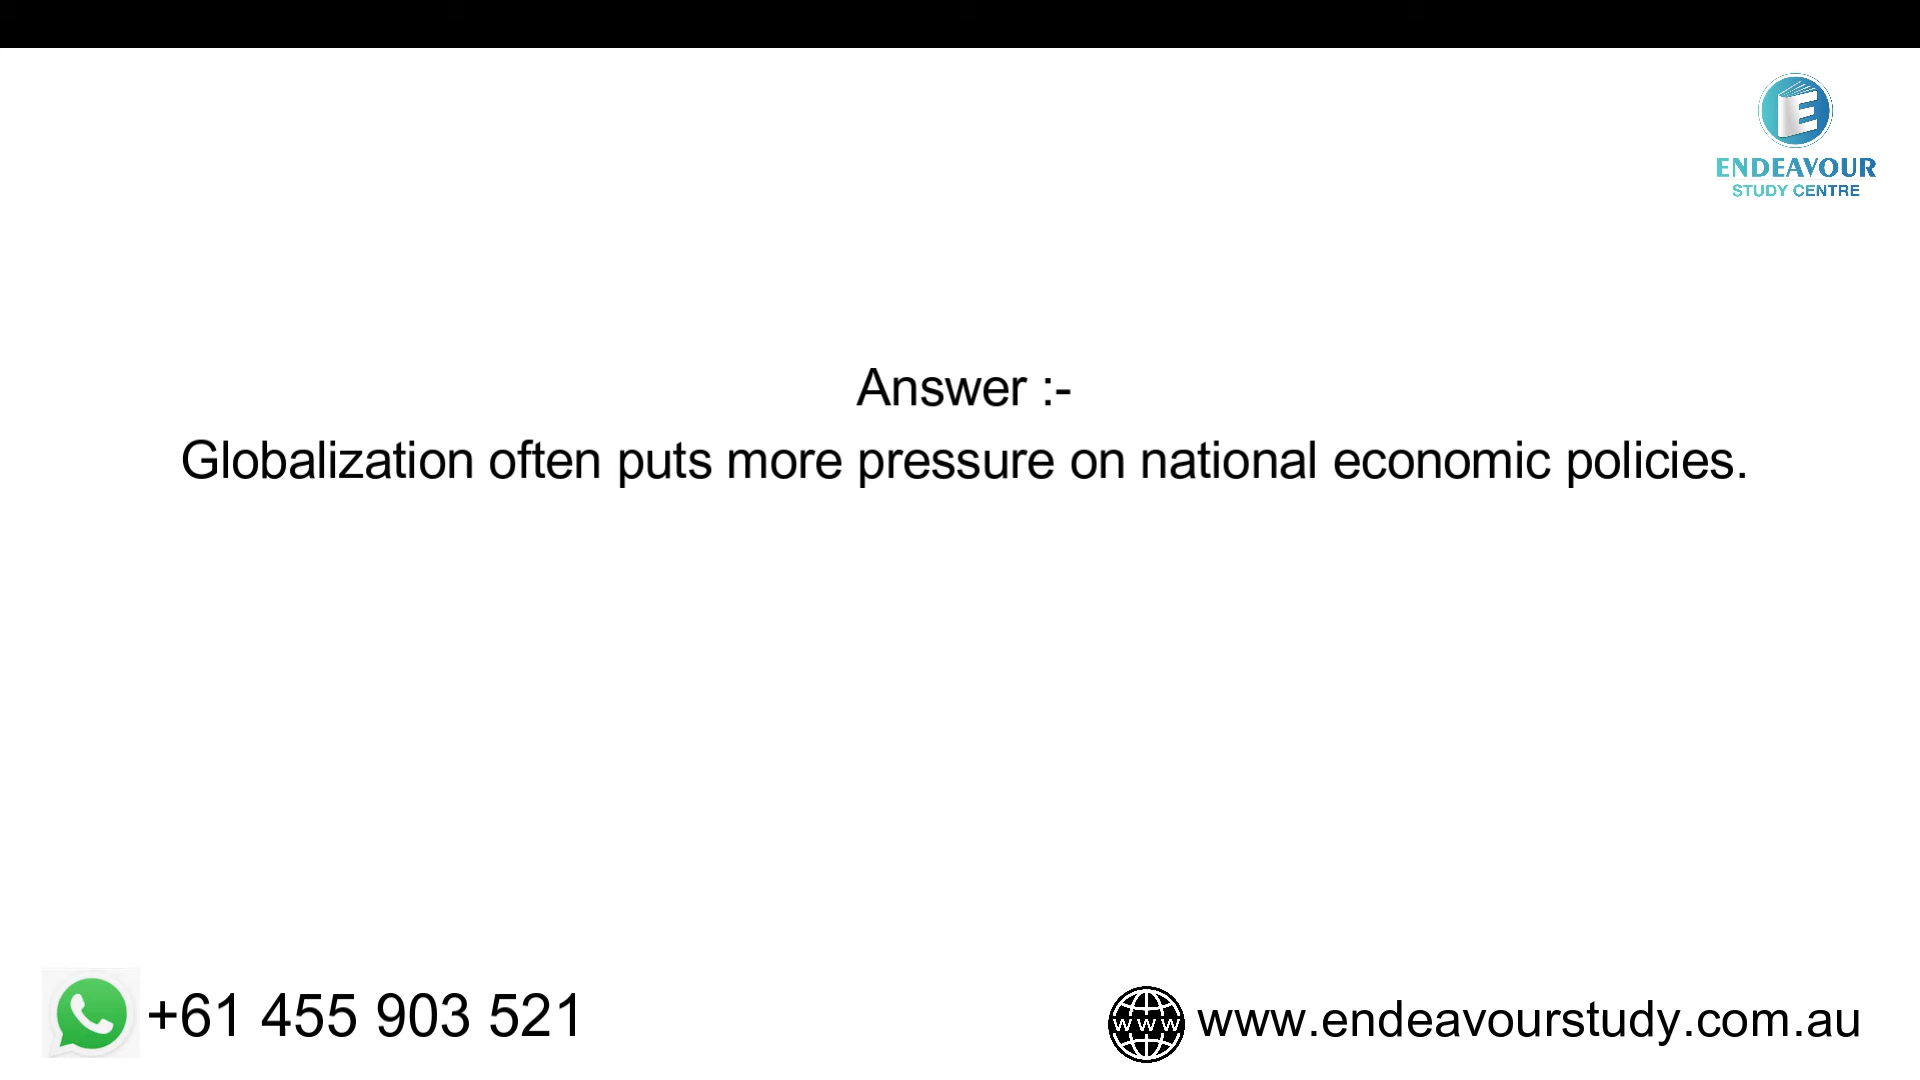 E
ENDEAVOUR
STUDY CENTRE
Answer :-
Globalization often puts more pressure on national economic policies.
+61 455 903 521
www
www.endeavourstudy.com.au